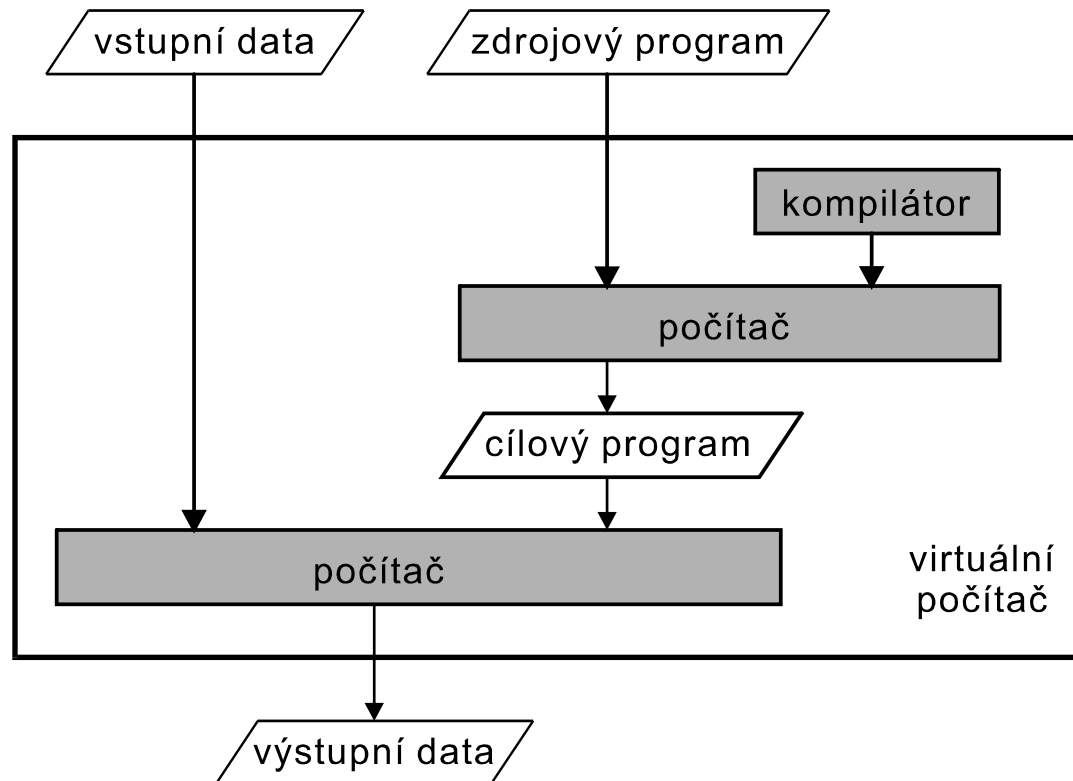 vstupní data
zdrojový program
kompilátor
počítač
cílový program
počítač
virtuální
počítač
výstupní data